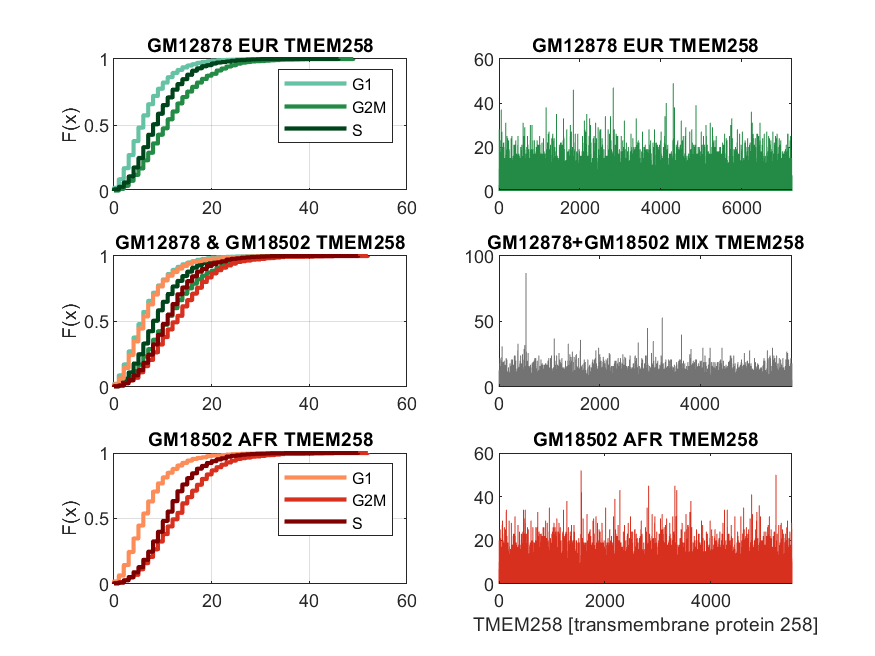 GM12878 EUR TMEM258
1
0.5
0
F(x)
0 20 40 60
G1
G2M
S
GM12878 EUR TMEM258
60
40
20
0
0 2000 4000 6000
GM12878 & GM18502 TMEM258
1
0.5
0
F(x)
0 20 40 60
GM12878+GM18502 MIX TMEM258
100
50
0
0 2000 4000
GM18502 AFR TMEM258
1
0.5
0
F(x)
0 20 40 60
G1
G2M
S
GM18502 AFR TMEM258
60
40
20
0
0 2000 4000
TMEM258 [transmembrane protein 258]